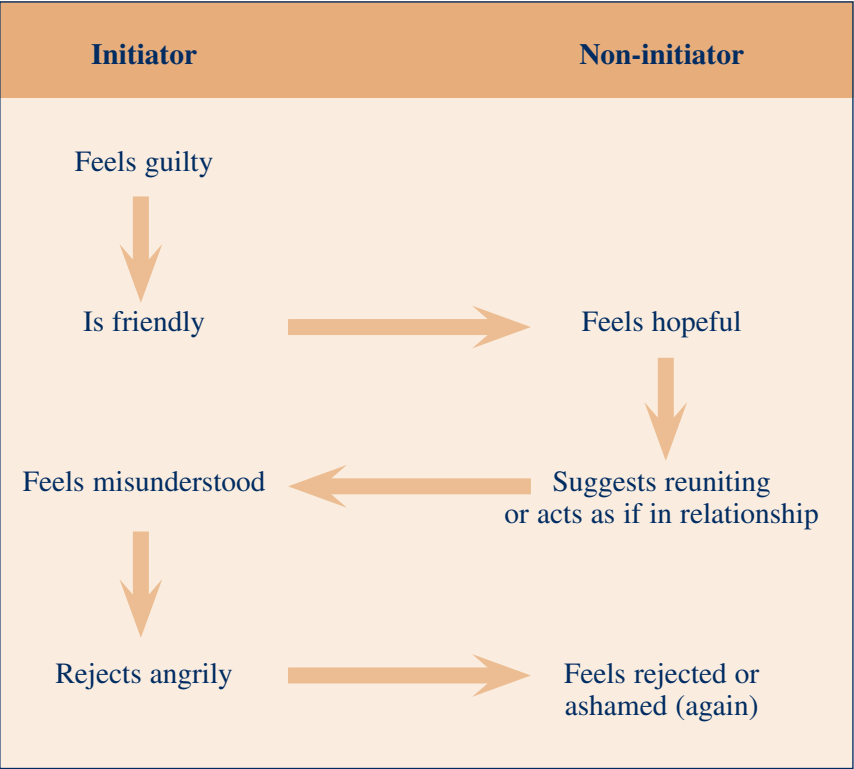 Initiator
Non-initiator
Feels guilty
Is friendly
Feels hopeful
Feels misunderstood
Suggests reuniting
or acts as if in relationship
Rejects angrily
Feels rejected or
ashamed (again)